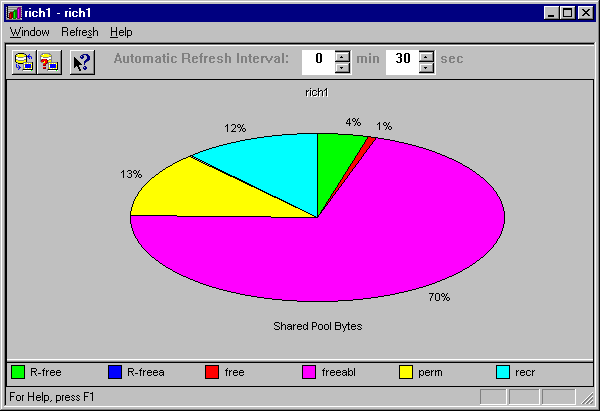 rich1 - rich1
Window Refresh Help
Automatic Refresh Interval: 0 min 30 sec
rich1
4% 1%
12%
13%
70%
Shared Pool Bytes
R-free R-freea free freeabl perm recr
For Help, press F1